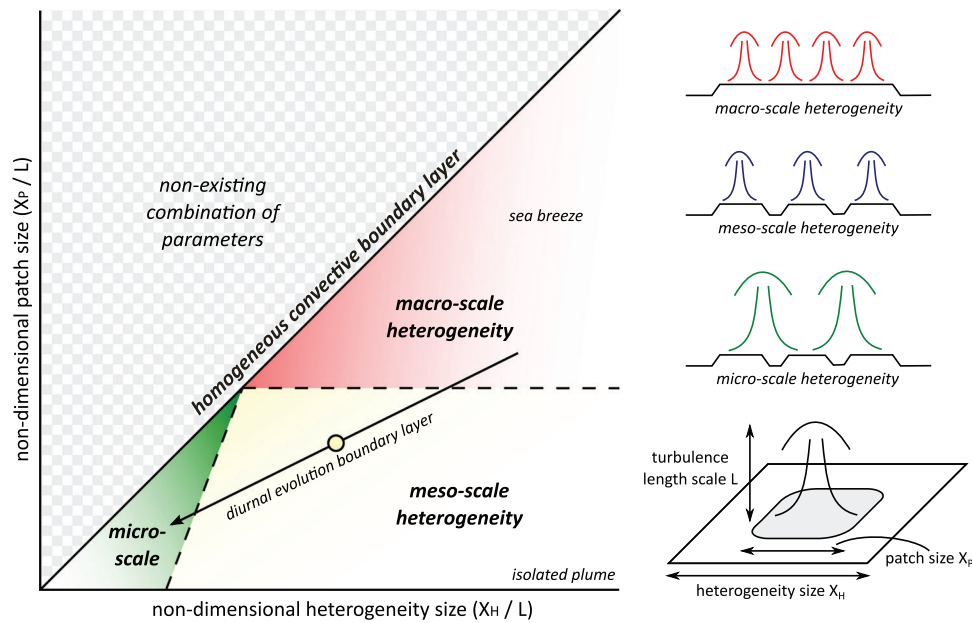 non-dimensional patch size (XP / L)
non-existing
combination of
parameters
homogeneous convective boundary layer
sea breeze
macro-scale
heterogeneity
diurnal evolution boundary layer
meso-scale
heterogeneity
micro-
scale
isolated plume
non-dimensional heterogeneity size (XH / L)
macro-scale heterogeneity
meso-scale heterogeneity
micro-scale heterogeneity
turbulence
length scale L
patch size XP
heterogeneity size XH